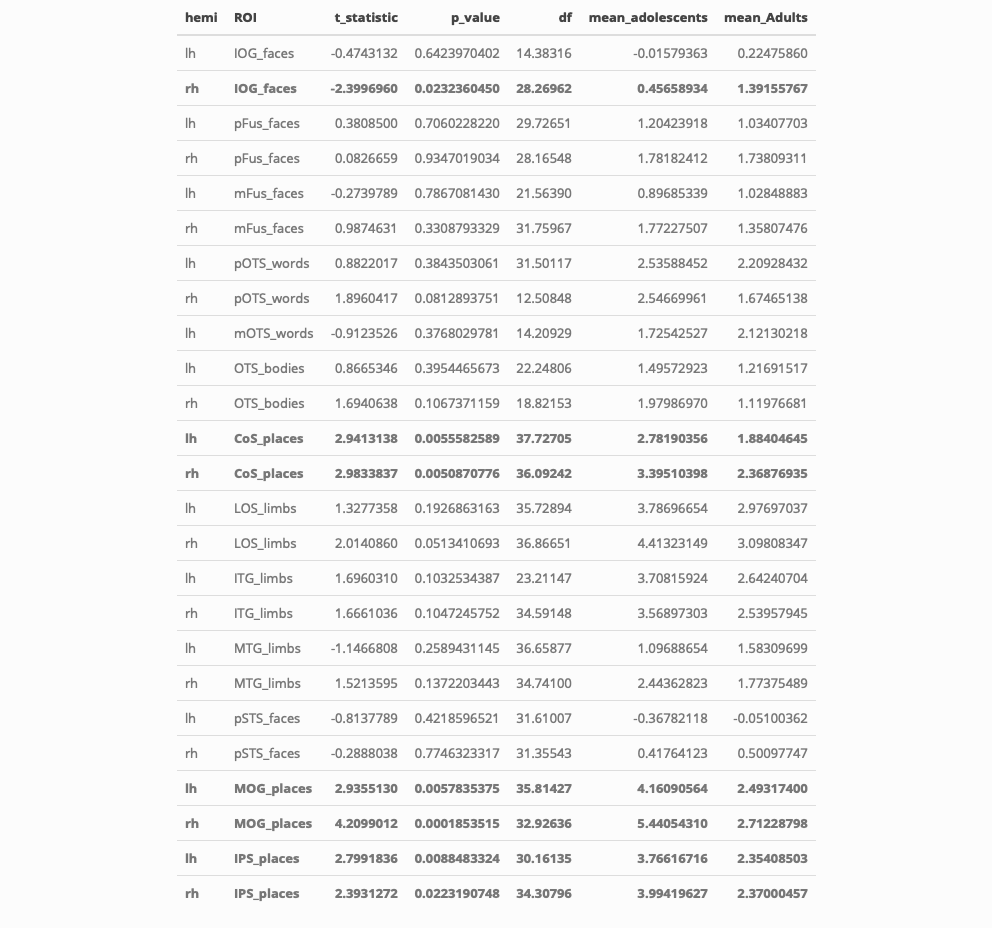 hemi ROI t_statistic p_value df mean_adolescents mean_Adults
lh IOG_faces -0.4743132 0.6423970402 14.38316 -0.01579363 0.22475860
rh IOG_faces -2.3996960 0.0232360450 28.26962 0.45658934 1.39155767
lh pFus_faces 0.3808500 0.7060228220 29.72651 1.20423918 1.03407703
rh pFus_faces 0.0826659 0.9347019034 28.16548 1.78182412 1.73809311
lh mFus_faces -0.2739789 0.7867081430 21.56390 0.89685339 1.02848883
rh mFus_faces 0.9874631 0.3308793329 31.75967 1.77227507 1.35807476
lh pOTS_words 0.8822017 0.3843503061 31.50117 2.53588452 2.20928432
rh pOTS_words 1.8960417 0.0812893751 12.50848 2.54669961 1.67465138
lh mOTS_words -0.9123526 0.3768029781 14.20929 1.72542527 2.12130218
lh OTS_bodies 0.8665346 0.3954465673 22.24806 1.49572923 1.21691517
rh OTS_bodies 1.6940638 0.1067371159 18.82153 1.97986970 1.11976681
lh CoS_places 2.9413138 0.0055582589 37.72705 2.78190356 1.88404645
rh CoS_places 2.9833837 0.0050870776 36.09242 3.39510398 2.36876935
lh LOS_limbs 1.3277358 0.1926863163 35.72894 3.78696654 2.97697037
rh LOS_limbs 2.0140860 0.0513410693 36.86651 4.41323149 3.09808347
lh ITG_limbs 1.6960310 0.1032534387 23.21147 3.70815924 2.64240704
rh ITG_limbs 1.6661036 0.1047245752 34.59148 3.56897303 2.53957945
lh MTG_limbs -1.1466808 0.2589431145 36.65877 1.09688654 1.58309699
rh MTG_limbs 1.5213595 0.1372203443 34.74100 2.44362823 1.77375489
lh pSTS_faces -0.8137789 0.4218596521 31.61007 -0.36782118 -0.05100362
rh pSTS_faces -0.2888038 0.7746323317 31.35543 0.41764123 0.50097747
lh MOG_places 2.9355130 0.0057835375 35.81427 4.16090564 2.49317400
rh MOG_places 4.2099012 0.0001853515 32.92636 5.44054310 2.71228798
lh IPS_places 2.7991836 0.0088483324 30.16135 3.76616716 2.35408503
rh IPS_places 2.3931272 0.0223190748 34.30796 3.99419627 2.37000457